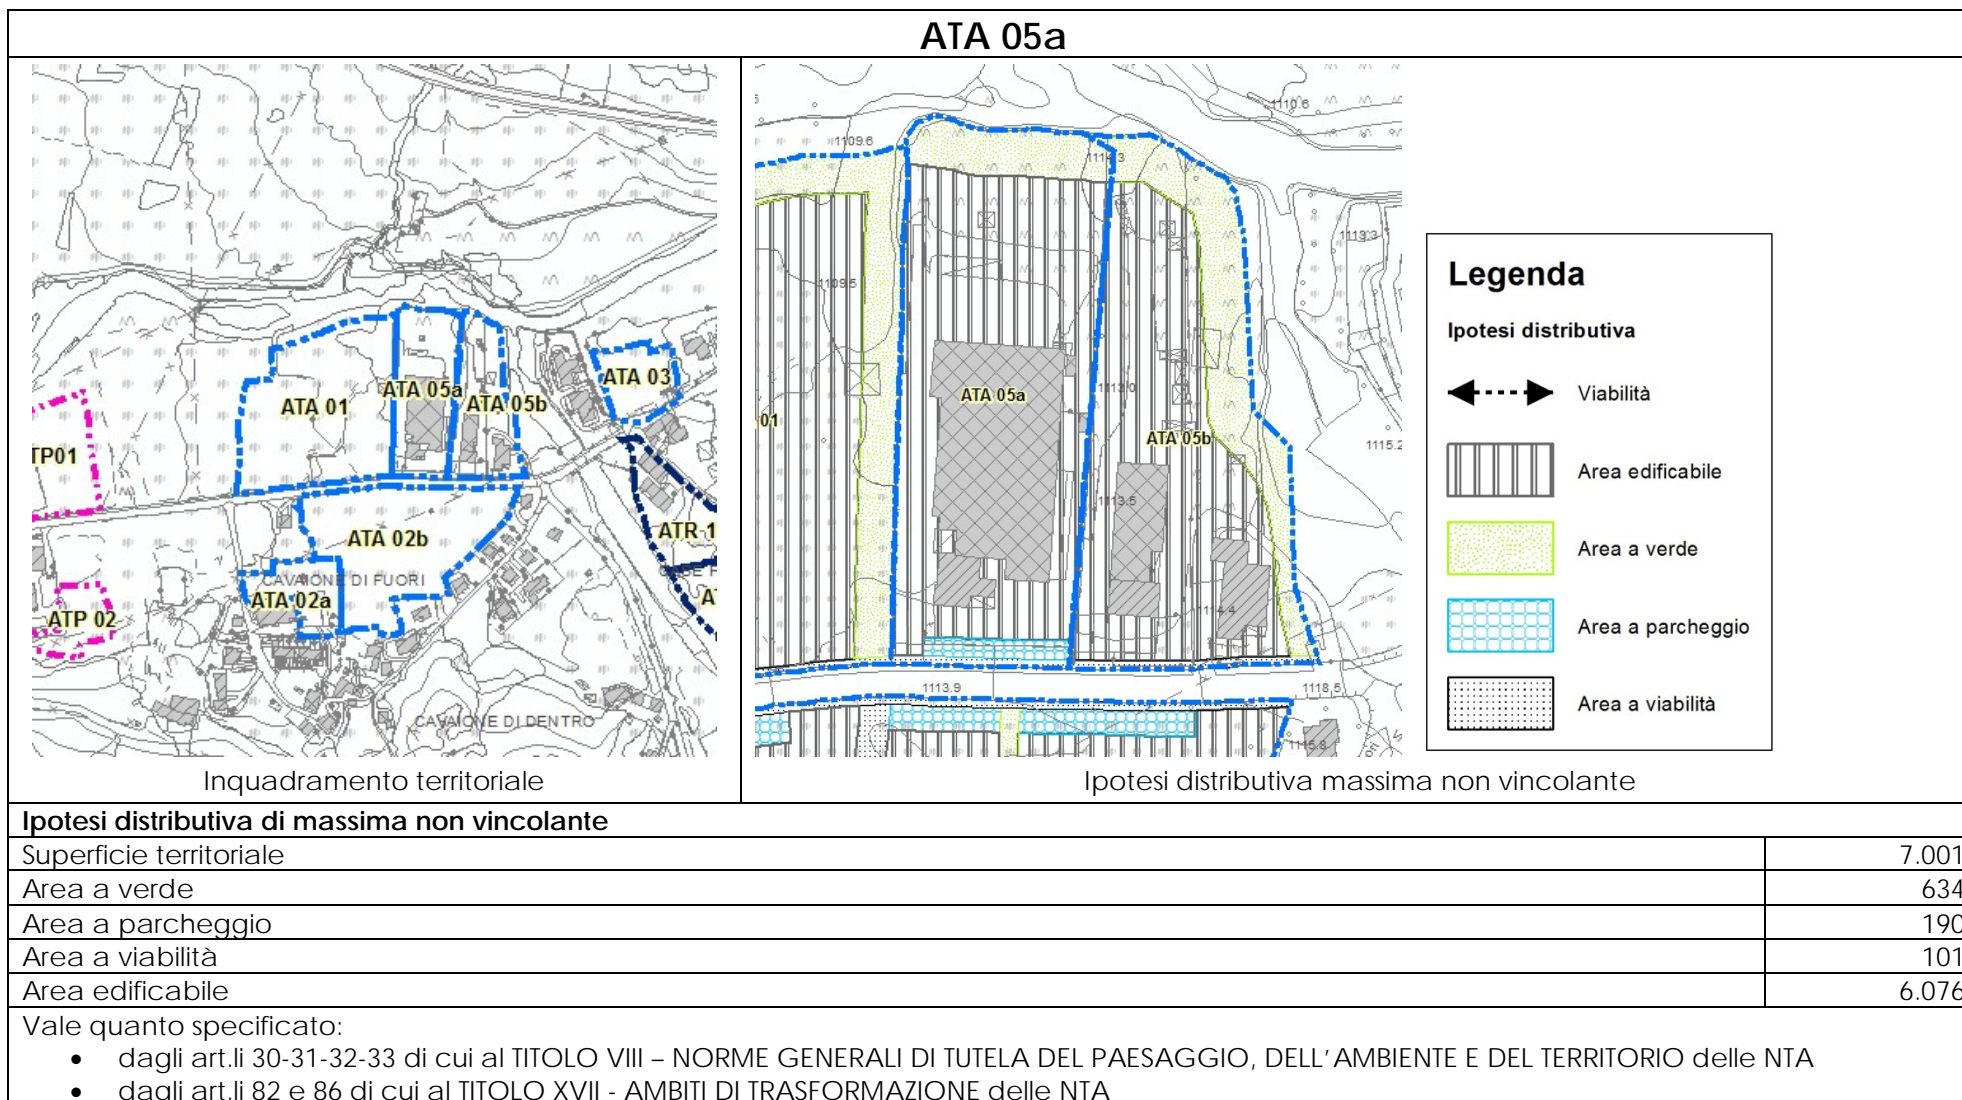 ATA 05a
ATA 01
ATA 05a
ATA 05b
ATA 03
TP01
ATA 02b
ATR 1
CAVAIONE DI FUORI
ATA 02a
ATP 02
CAVAIONE DI DENTRO
1110.6
1109.6
1114.3
1113.3
1109.5
1113.0
ATA 05a
01
ATA 05b
1115.2
1113.5
1114.4
1113.9
1118.5
1115.8
Legenda
Ipotesi distributiva
Viabilità
Area edificabile
Area a verde
Area a parcheggio
Area a viabilità
Inquadramento territoriale
Ipotesi distributiva massima non vincolante
Ipotesi distributiva di massima non vincolante
Superficie territoriale 7.001
Area a verde 634
Area a parcheggio 190
Area a viabilità 101
Area edificabile 6.076
Vale quanto specificato:
• dagli art.li 30-31-32-33 di cui al TITOLO VIII – NORME GENERALI DI TUTELA DEL PAESAGGIO, DELL'AMBIENTE E DEL TERRITORIO delle NTA
• dagli art.li 82 e 86 di cui al TITOLO XVII - AMBITI DI TRASFORMAZIONE delle NTA